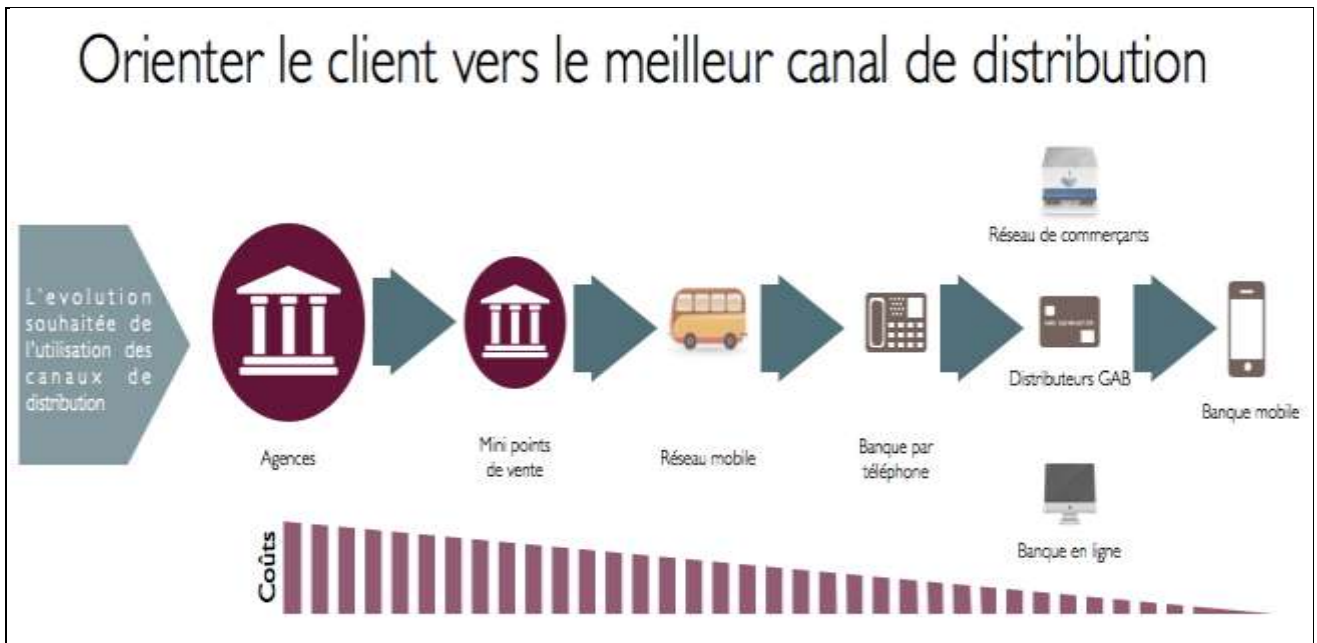 Orienter le client vers le meilleur canal de distribution
L'evolution
souhaitée de
l'utilisation des
canaux de
distribution
Réseau de commerçants
Distributeurs GAB
Banque mobile
Agences
Mini points
de vente
Réseau mobile
Banque par
téléphone
Banque en ligne
Coûts